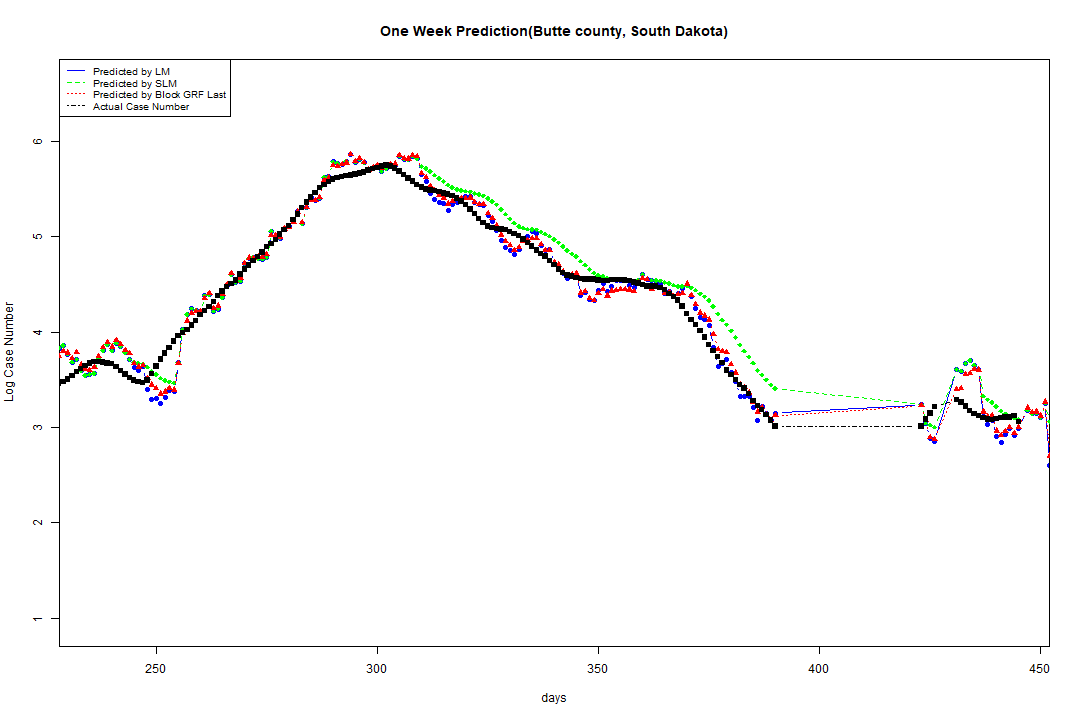 One Week Prediction(Butte county, South Dakota)
Predicted by LM
Predicted by SLM
Predicted by Block GRF Last
Actual Case Number
6
5
4
3
2
1
Log Case Number
250 300 350 400 450
days